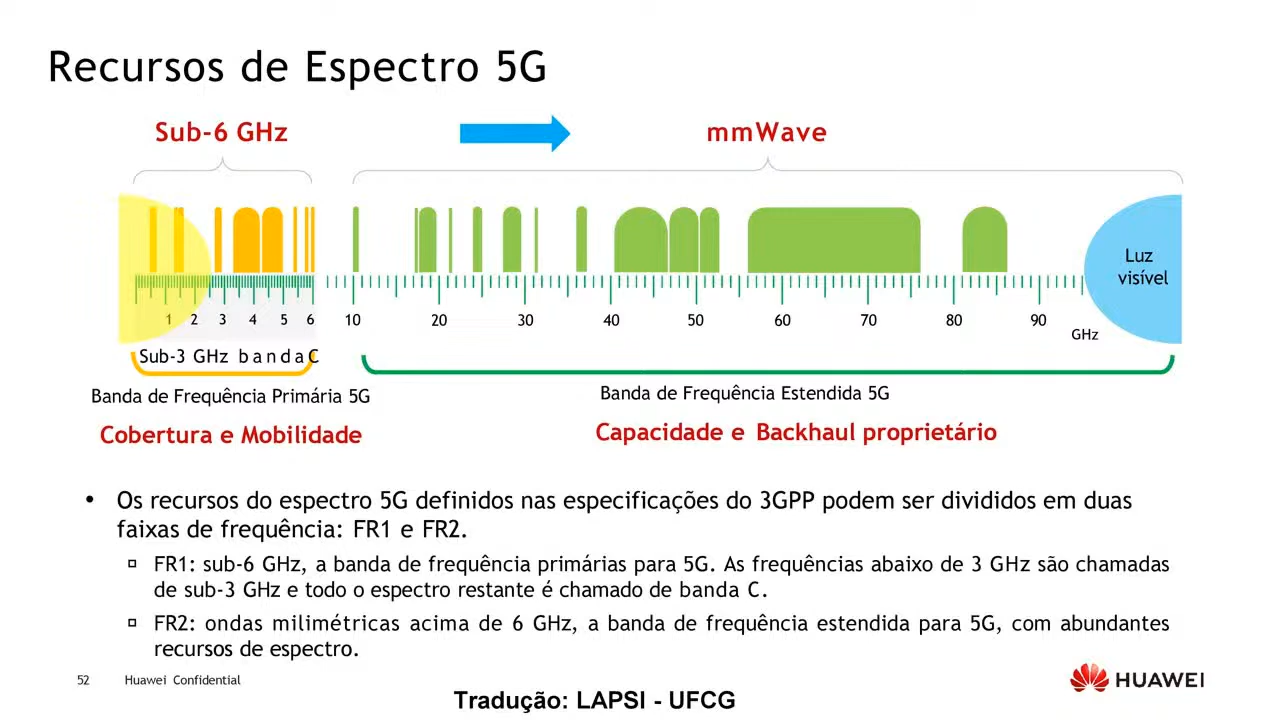 Recursos de Espectro 5G
Sub-6 GHz
mmWave
Luz
visível
1 2 3 4 5 6 10 20 30 40 50 60 70 80 90
GHz
Sub-3 GHz banda C
Banda de Frequência Primária 5G
Banda de Frequência Estendida 5G
Cobertura e Mobilidade
Capacidade e Backhaul proprietário
• Os recursos do espectro 5G definidos nas especificações do 3GPP podem ser divididos em duas
faixas de frequência: FR1 e FR2.
FR1: sub-6 GHz, a banda de frequência primárias para 5G. As frequências abaixo de 3 GHz são chamadas
de sub-3 GHz e todo o espectro restante é chamado de banda C.
FR2: ondas milimétricas acima de 6 GHz, a banda de frequência estendida para 5G, com abundantes
recursos de espectro.
52 Huawei Confidential
HUAWEI
Tradução: LAPSI - UFCG